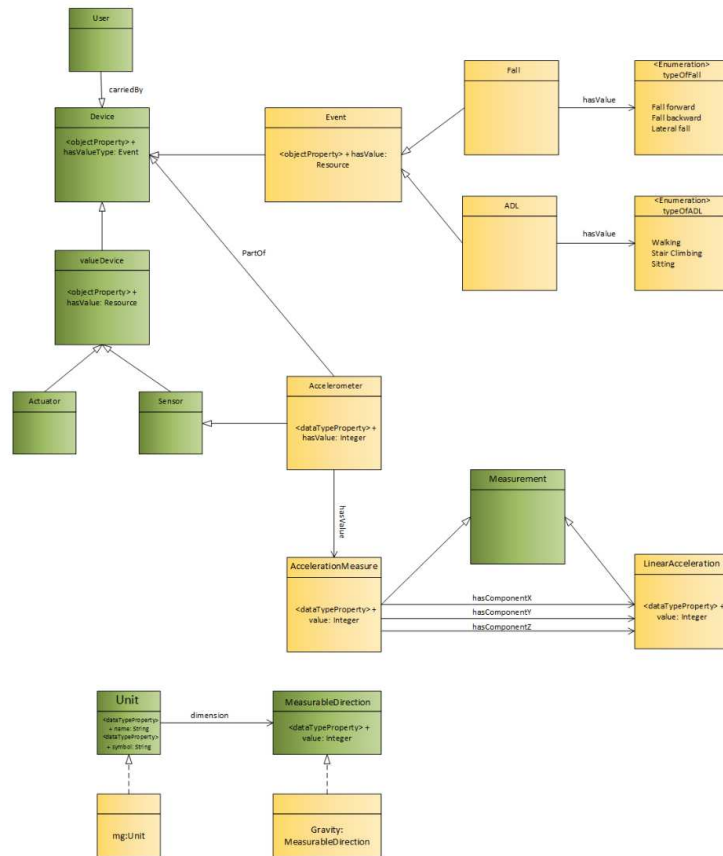 User
carriedBy
Device
<objectProperty> +
hasValueType: Event
Event
<objectProperty> + hasValue:
Resource
Fall
hasValue
<Enumeration>
typeOfFall
Fall forward
Fall backward
Lateral fall
ADL
hasValue
<Enumeration>
typeOfADL
Walking
Stair Climbing
Sitting
valueDevice
<objectProperty> +
hasValue: Resource
PartOf
Actuator
Sensor
Accelerometer
<dataTypeProperty> +
hasValue: Integer
hasValue
Measurement
AccelerationMeasure
<dataTypeProperty> +
value: Integer
hasComponentX
hasComponentY
hasComponentZ
LinearAcceleration
<dataTypeProperty> +
value: Integer
Unit
<dataTypeProperty>
+ name: String
<dataTypeProperty>
+ symbol: String
dimension
MeasurableDirection
<dataTypeProperty> +
value: Integer
mg:Unit
Gravity:
MeasurableDirection